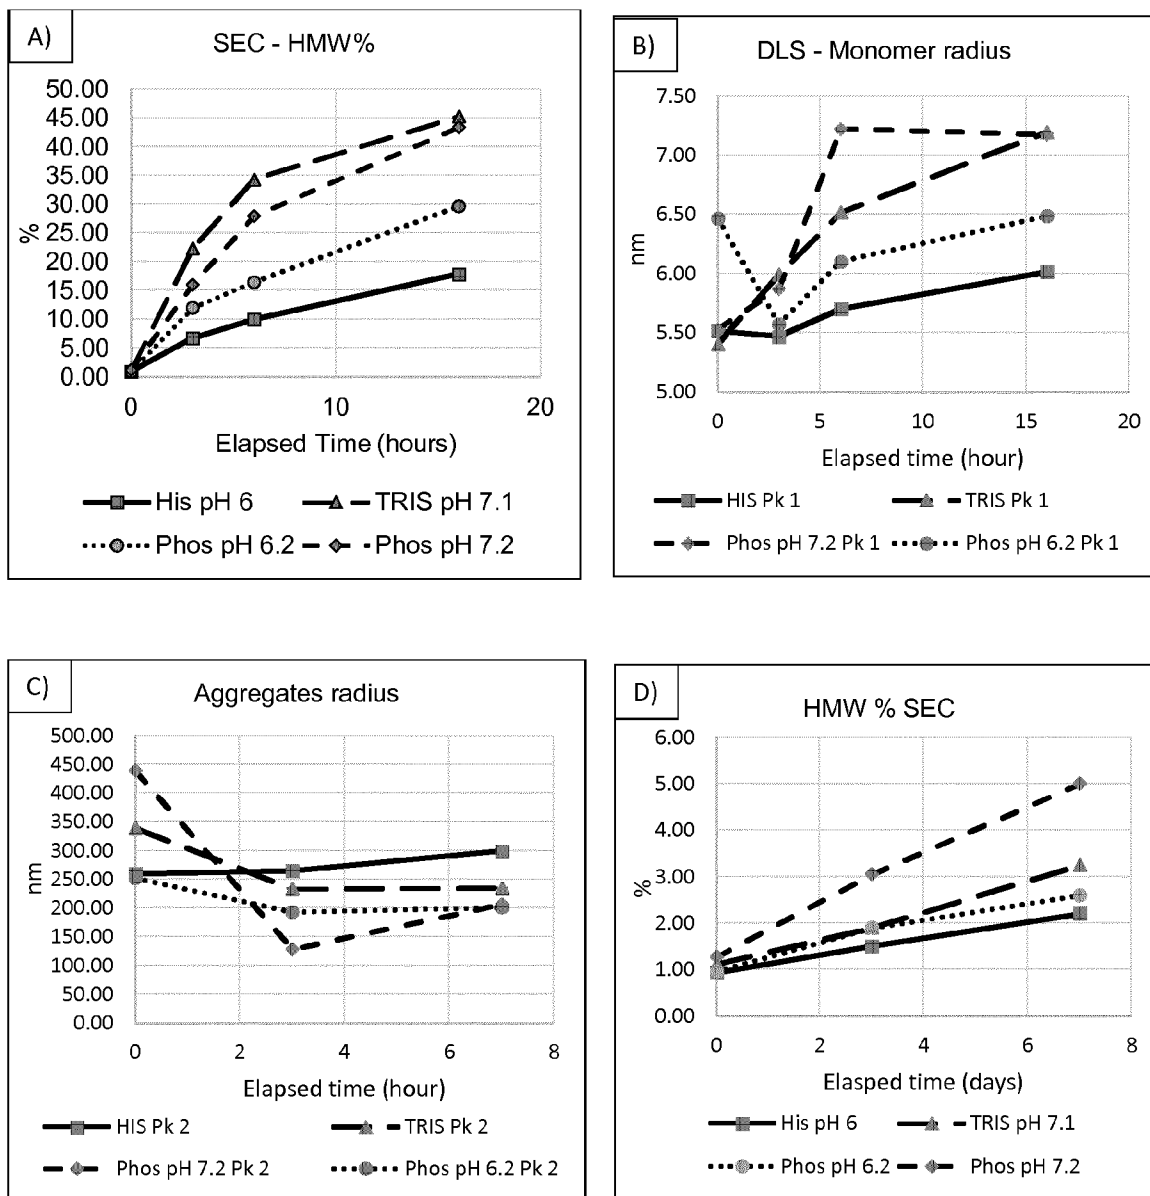 A)
SEC - HMW%
50.00
45.00
40.00
35.00
30.00
25.00
20.00
15.00
10.00
5.00
0.00
%
0 10 20
Elapsed Time (hours)
His pH 6 TRIS pH 7.1
Phos pH 6.2 Phos pH 7.2
B)
DLS - Monomer radius
7.50
7.00
6.50
6.00
5.50
5.00
nm
0 5 10 15 20
Elapsed time (hour)
HIS Pk 1 TRIS Pk 1
Phos pH 7.2 Pk 1 Phos pH 6.2 Pk 1
C)
Aggregates radius
500.00
450.00
400.00
350.00
300.00
250.00
200.00
150.00
100.00
50.00
0.00
nm
0 2 4 6 8
Elapsed time (hour)
HIS Pk 2 TRIS Pk 2
Phos pH 7.2 Pk 2 Phos pH 6.2 Pk 2
D)
HMW % SEC
6.00
5.00
4.00
3.00
2.00
1.00
0.00
%
0 2 4 6 8
Elasped time (days)
His pH 6 TRIS pH 7.1
Phos pH 6.2 Phos pH 7.2